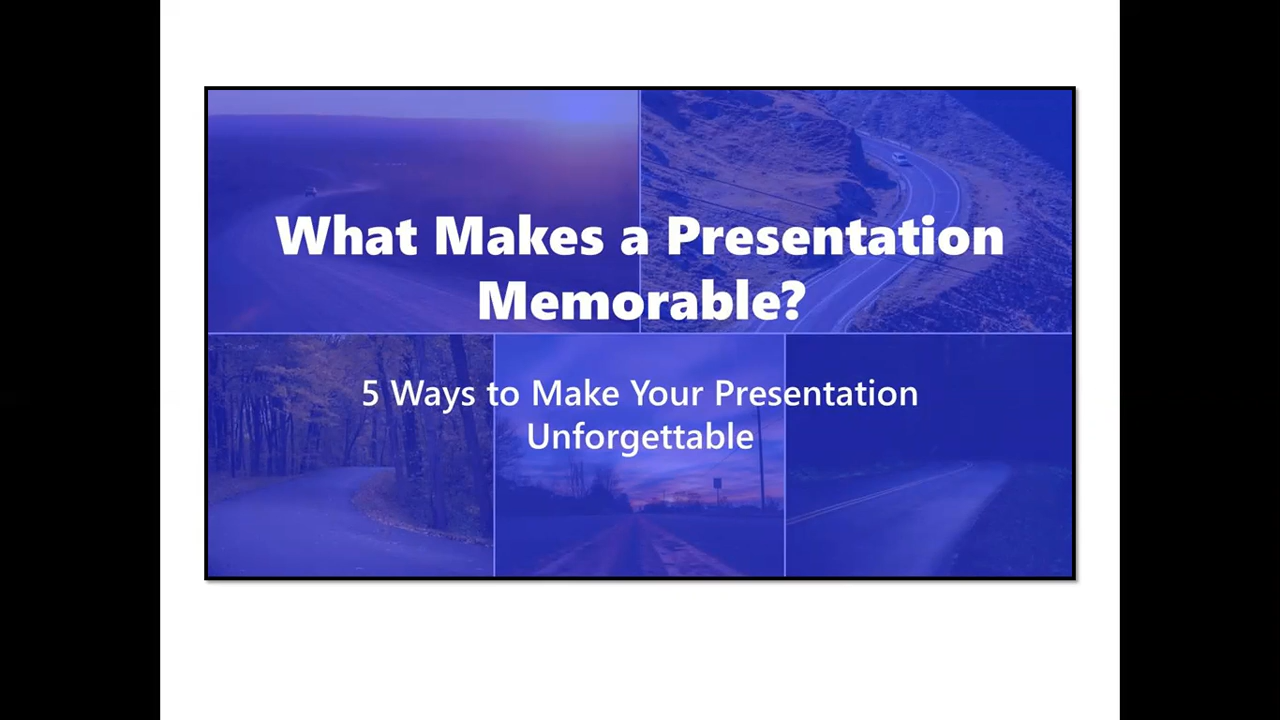 What Makes a Presentation
Memorable?
5 Ways to Make Your Presentation
Unforgettable